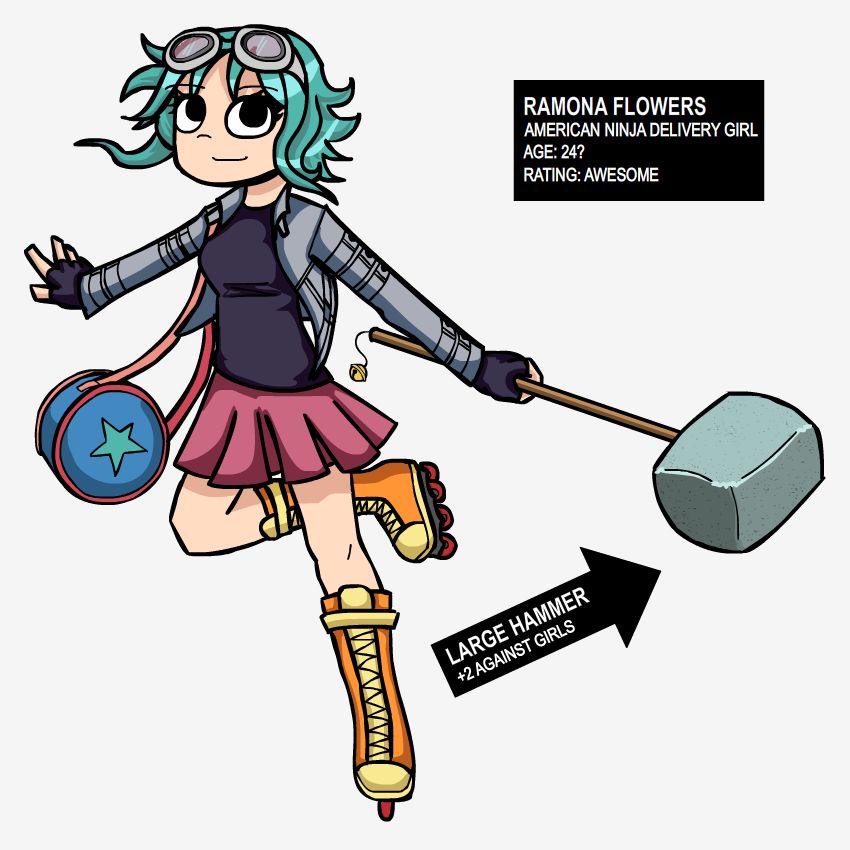 RAMONA FLOWERS
AMERICAN NINJA DELIVERY GIRL
AGE: 24?
RATING: AWESOME
LARGE HAMMER
+2 AGAINST GIRLS